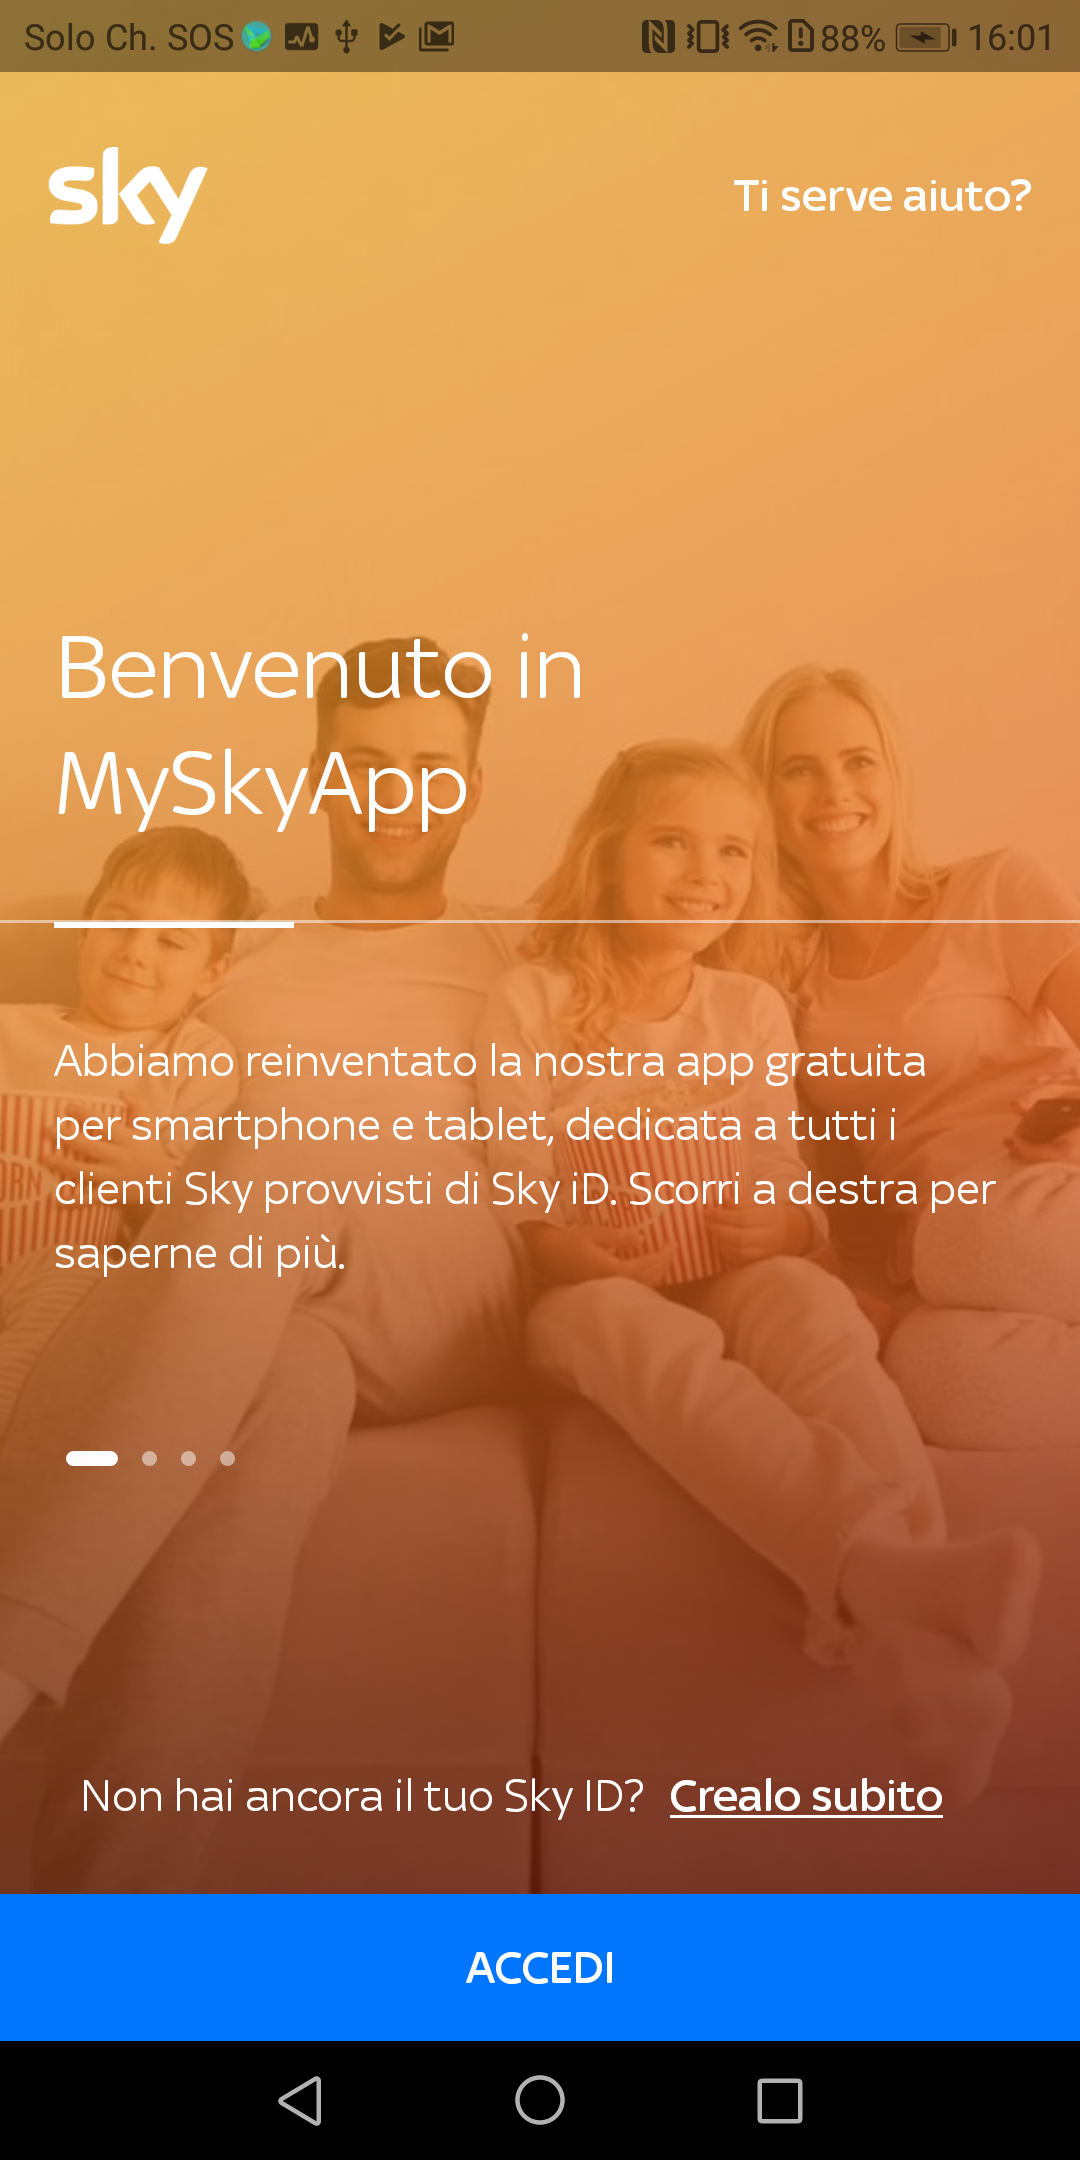 Solo Ch. SOS 88% 16:01
sky
Ti serve aiuto?
Benvenuto in
MySkyApp
Abbiamo reinventato la nostra app gratuita
per smartphone e tablet, dedicata a tutti i
clienti Sky provvisti di Sky iD. Scorri a destra per
saperne di più.
Non hai ancora il tuo Sky ID? Crealo subito
ACCEDI